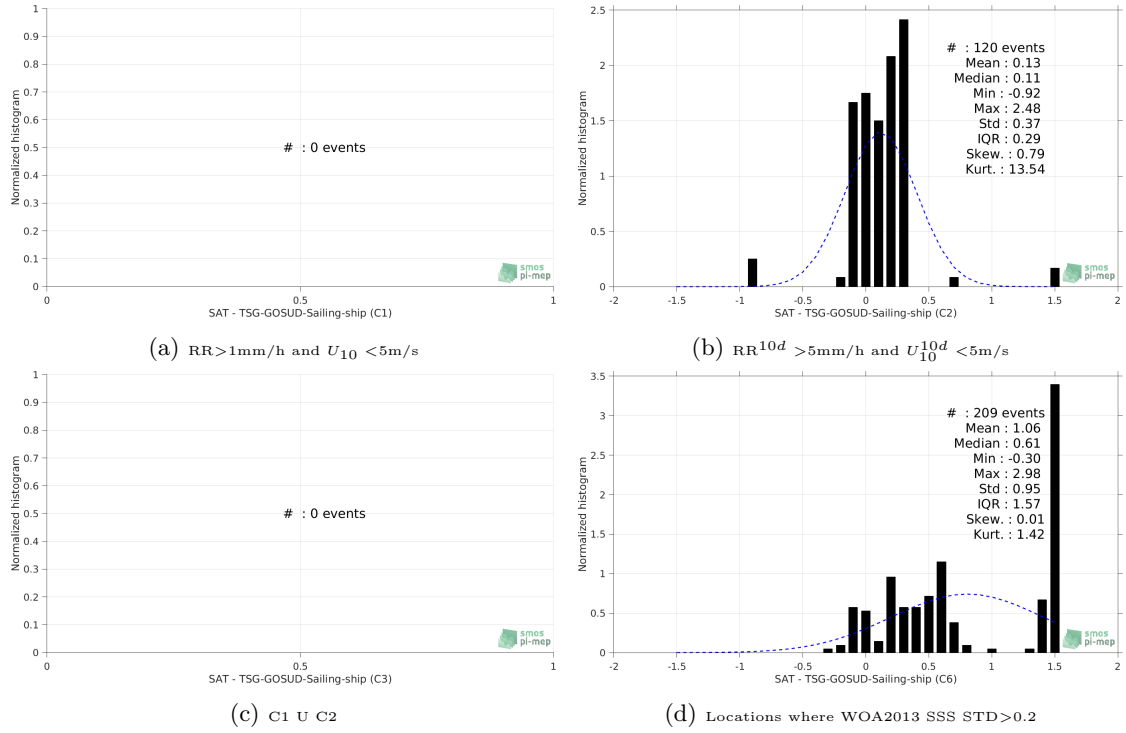 1
0.9
0.8
0.7
0.6
0.5
0.4
0.3
0.2
0.1
0
Normalized histogram
# : 0 events
0
0.5
1
SAT - TSG-GOSUD-Sailing-ship (C1)
smos
pi-mep
(a) RR>1mm/h and U10 <5m/s
2.5
2
1.5
1
0.5
0
Normalized histogram
# : 120 events
Mean : 0.13
Median : 0.11
Min : -0.92
Max : 2.48
Std : 0.37
IQR : 0.29
Skew. : 0.79
Kurt. : 13.54
-2
-1.5
-1
-0.5
0
0.5
1
1.5
2
SAT - TSG-GOSUD-Sailing-ship (C2)
smos
pi-mep
(b) RR10d >5mm/h and U10d10 <5m/s
1
0.9
0.8
0.7
0.6
0.5
0.4
0.3
0.2
0.1
0
Normalized histogram
# : 0 events
0
0.5
1
SAT - TSG-GOSUD-Sailing-ship (C3)
smos
pi-mep
(c) C1 U C2
3.5
3
2.5
2
1.5
1
0.5
0
Normalized histogram
# : 209 events
Mean : 1.06
Median : 0.61
Min : -0.30
Max : 2.98
Std : 0.95
IQR : 1.57
Skew. : 0.01
Kurt. : 1.42
-2
-1.5
-1
-0.5
0
0.5
1
1.5
2
SAT - TSG-GOSUD-Sailing-ship (C6)
smos
pi-mep
(d) Locations where WOA2013 SSS STD>0.2